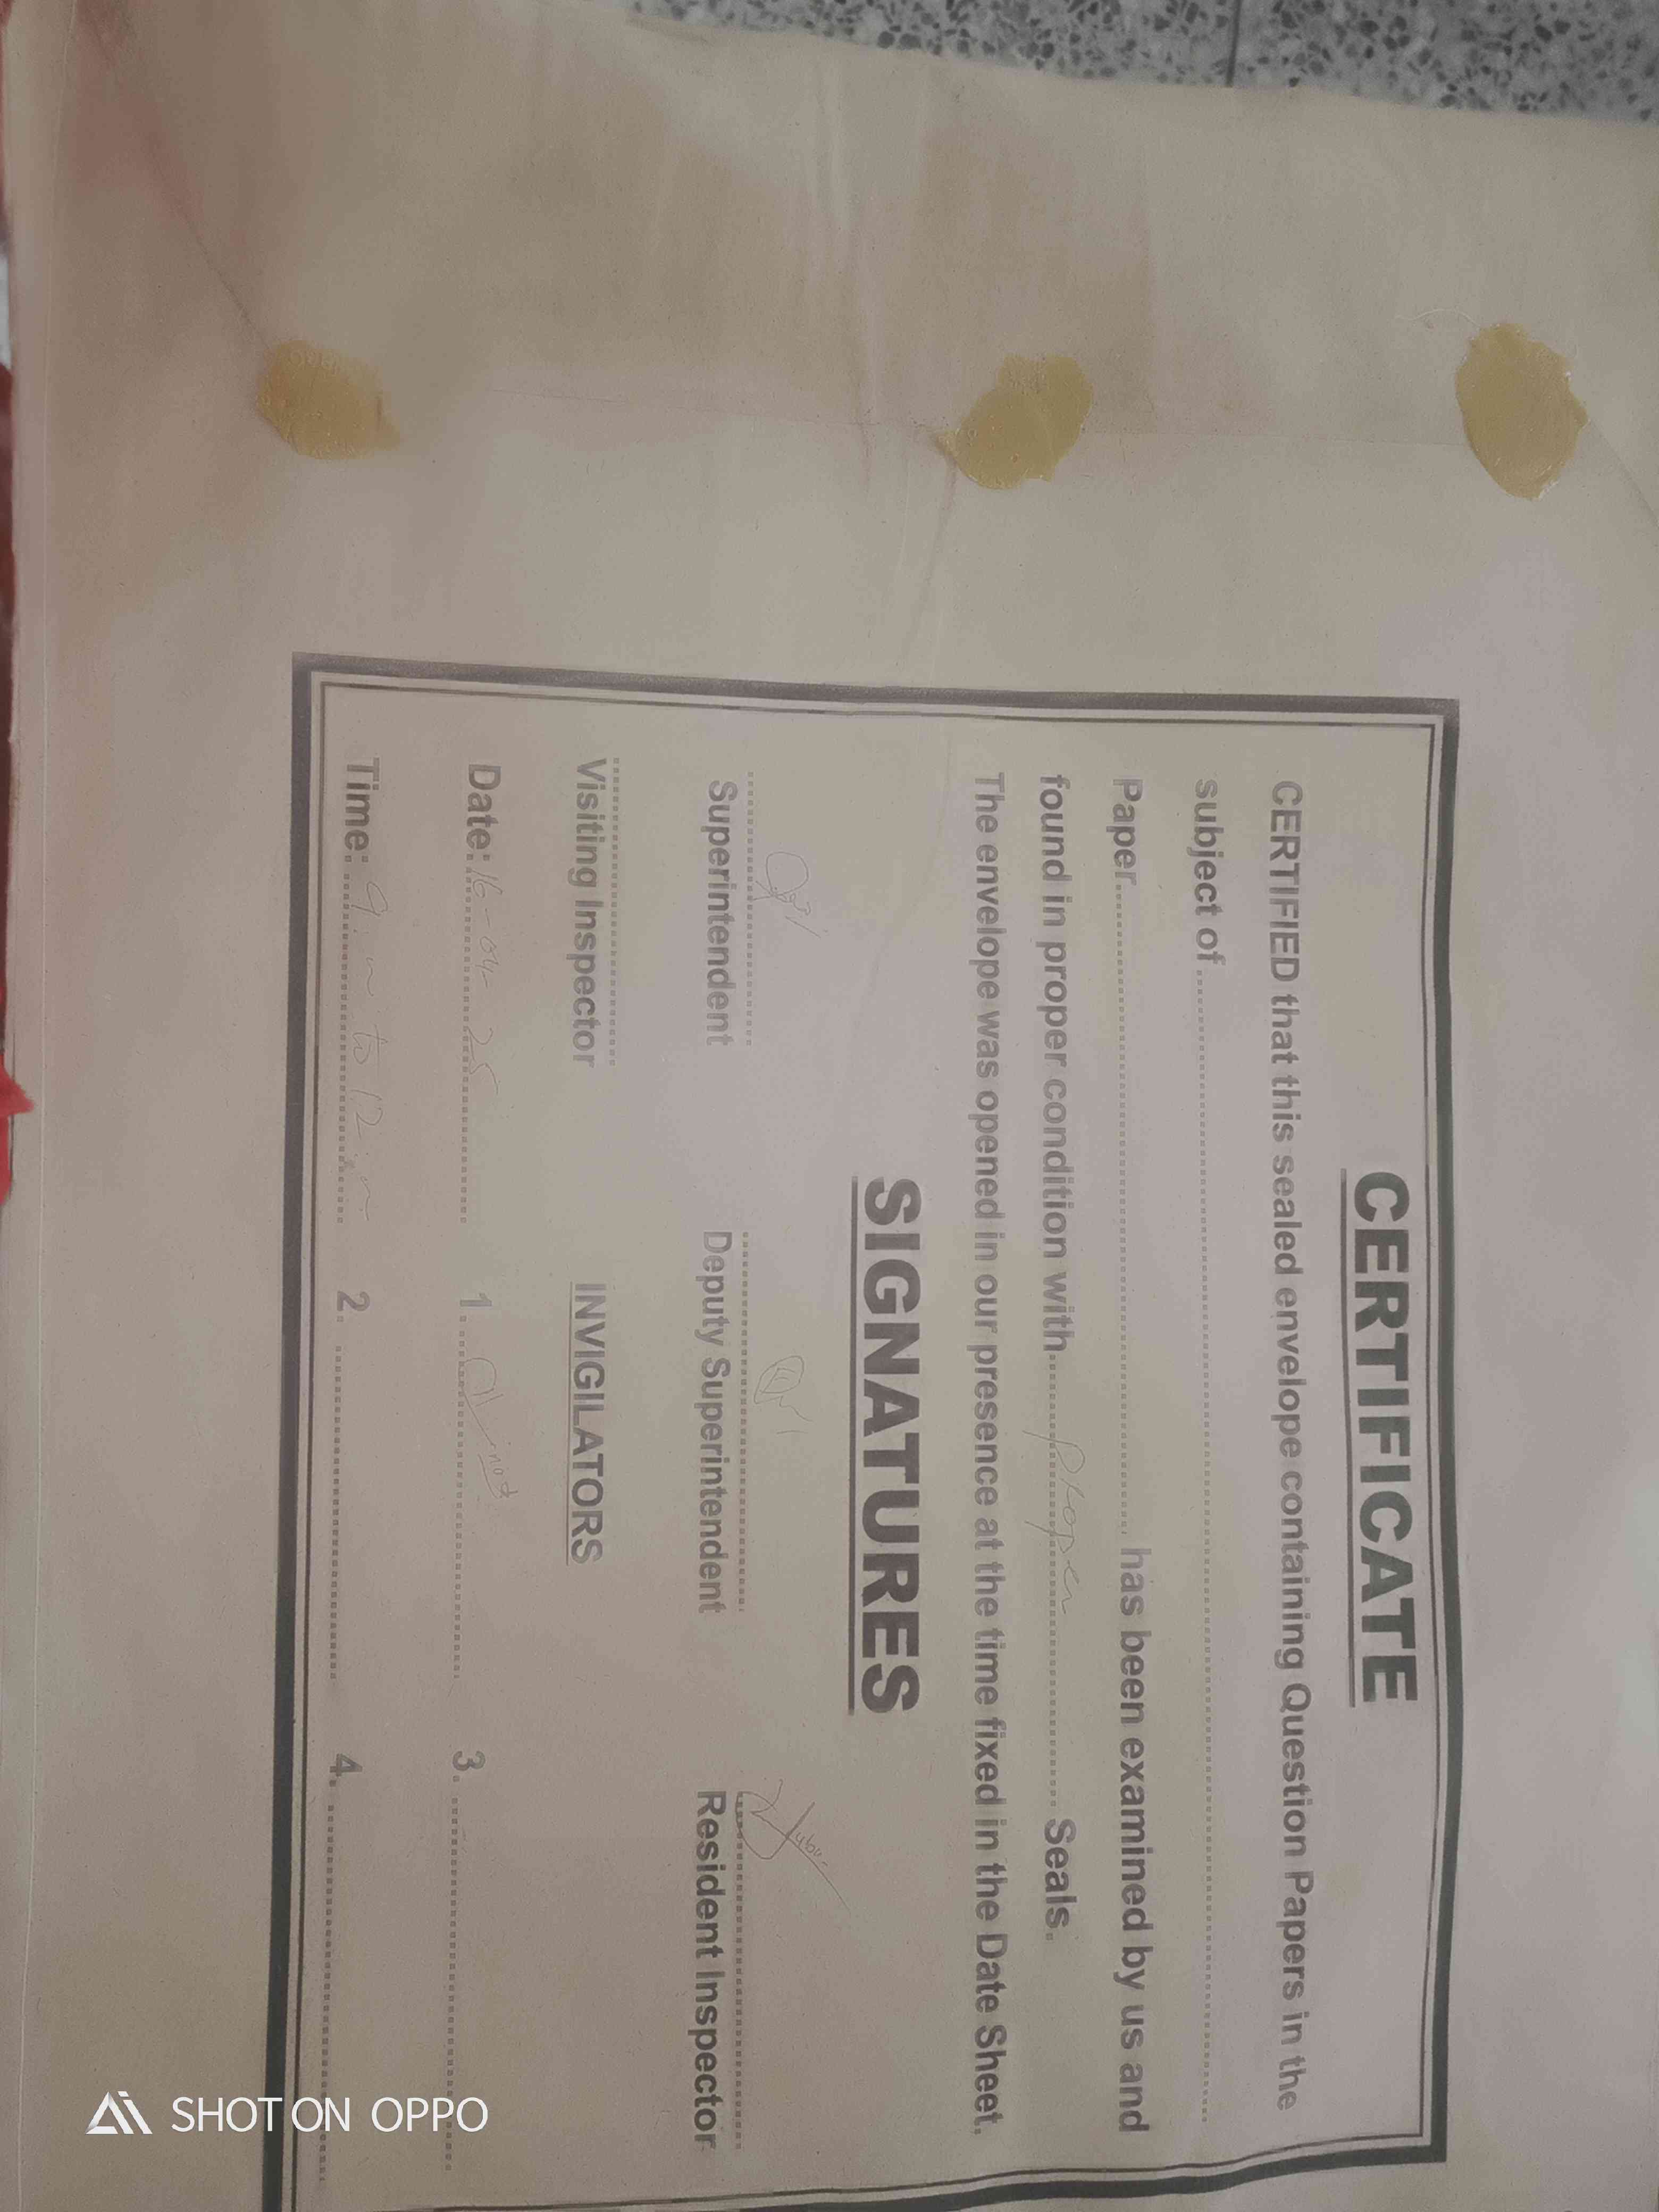 CERTIFICATE
CERTIFIED that this sealed envelope containing Question Papers in the
subject of ........................................
Paper........................................ has been examined by us and
found in proper condition with........ proper ........ Seals.
The envelope was opened in our presence at the time fixed in the Date Sheet.
SIGNATURES
Superintendent Deputy Superintendent Resident Inspector
Visiting Inspector INVIGILATORS
Date: 16-04-25 1. 3.
Time: 9 to 12 2. 4.
SHOT ON OPPO